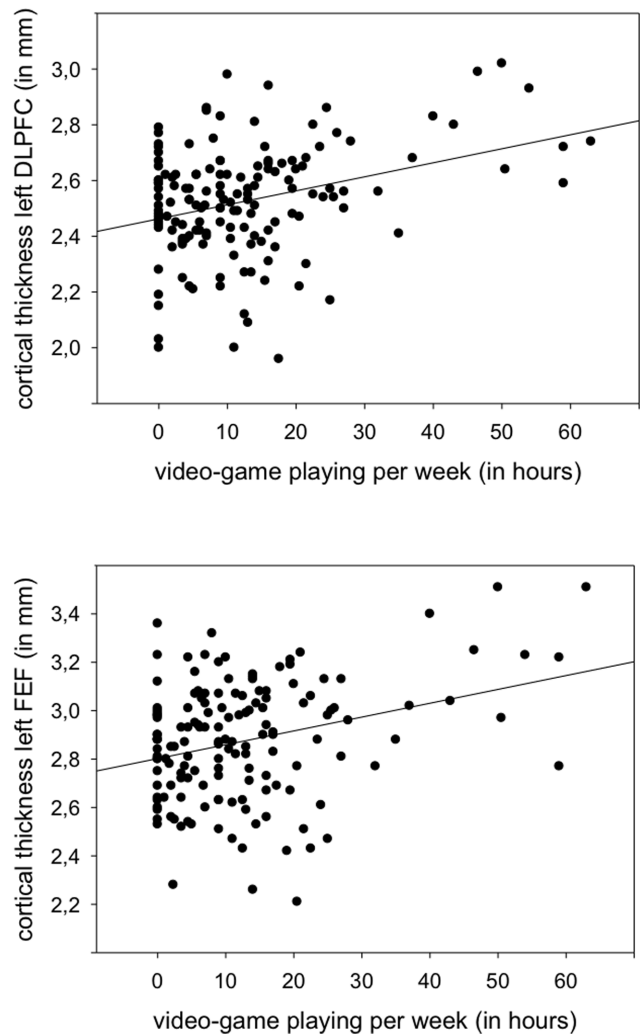 cortical thickness left DLPFC (in mm)
3,0
2,8
2,6
2,4
2,2
2,0
0 10 20 30 40 50 60
video-game playing per week (in hours)
cortical thickness left FEF (in mm)
3,4
3,2
3,0
2,8
2,6
2,4
2,2
0 10 20 30 40 50 60
video-game playing per week (in hours)